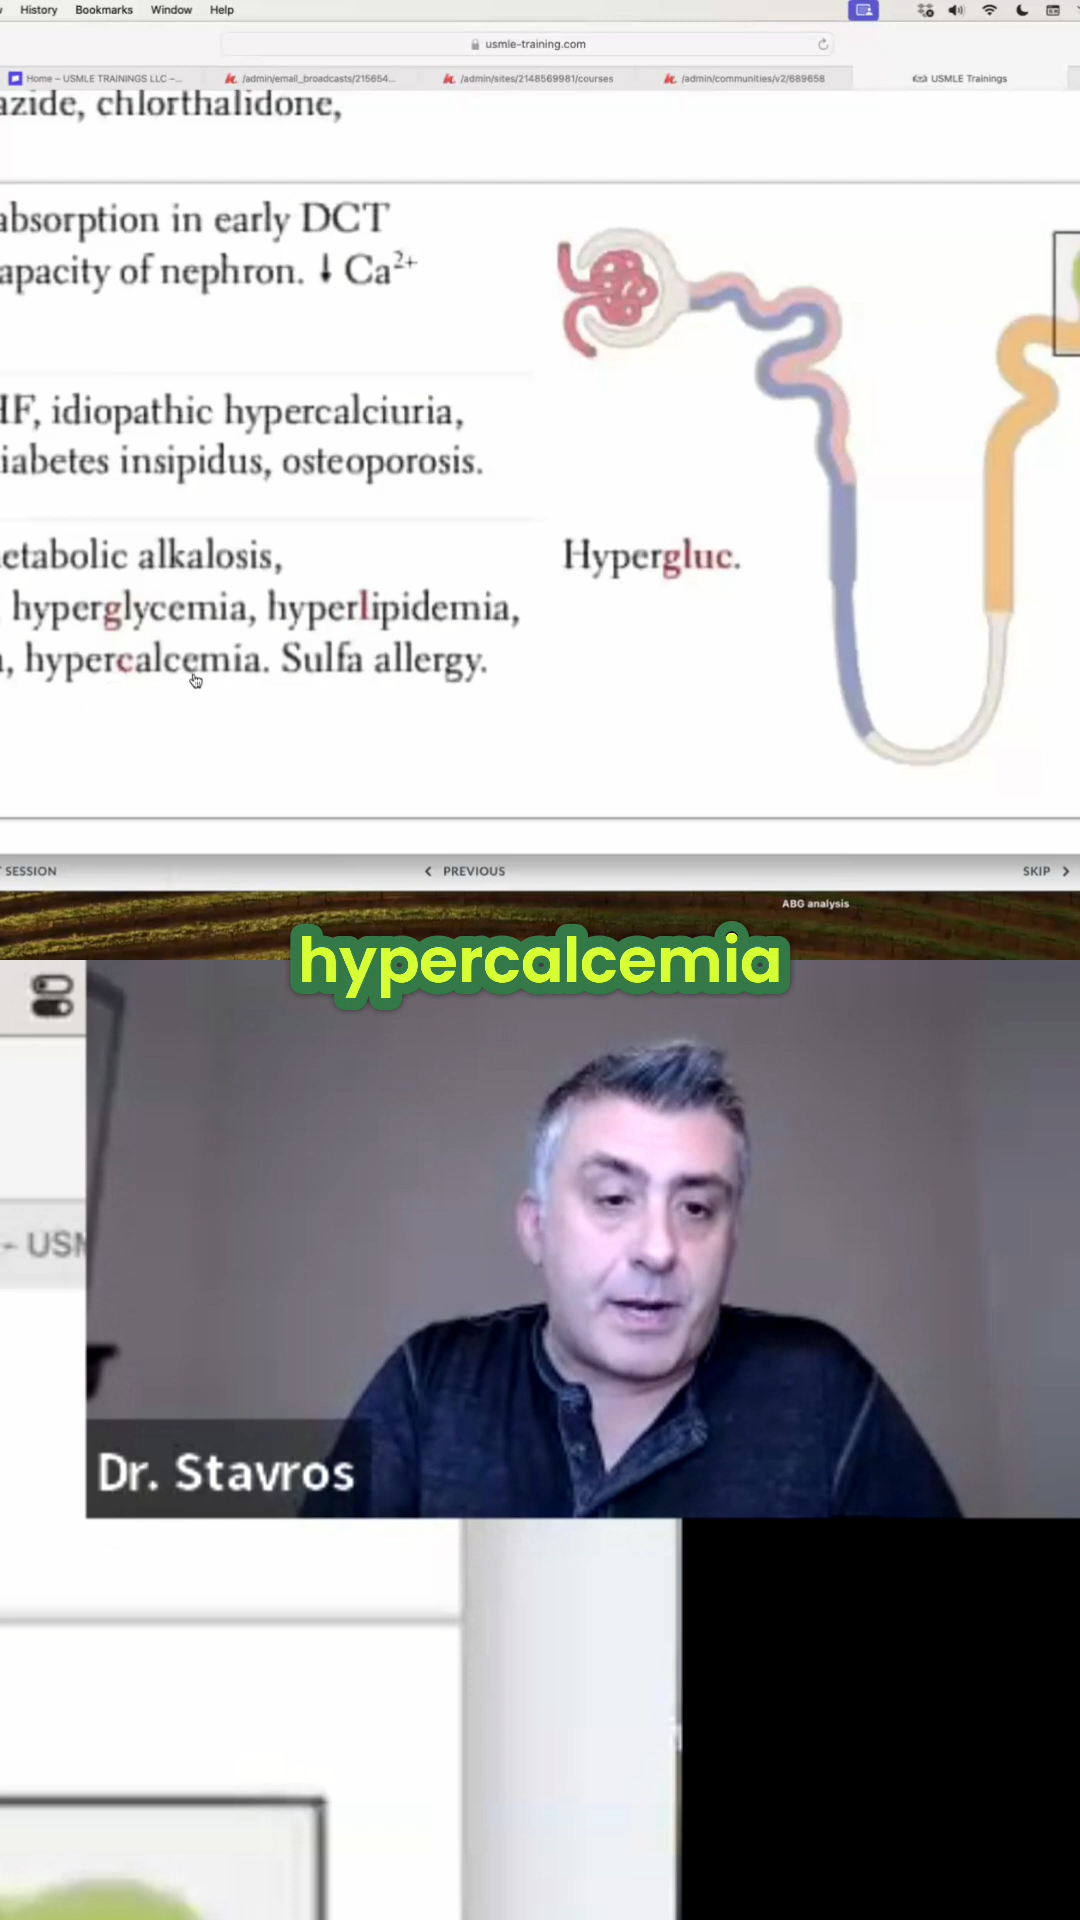 History Bookmarks Window Help
usmle-training.com
Home – USMLE TRAININGS LLC –... /admin/email_broadcasts/215654... /admin/sites/2148569981/courses /admin/communities/v2/689658 USMLE Trainings
azide, chlorthalidone,
absorption in early DCT
apacity of nephron. ↓ Ca²⁺
HF, idiopathic hypercalciuria,
iabetes insipidus, osteoporosis.
etabolic alkalosis,
Hypergluc.
hyperglycemia, hyperlipidemia,
, hypercalcemia. Sulfa allergy.
SESSION
PREVIOUS
SKIP
ABG analysis
hypercalcemia
- USM
Dr. Stavros